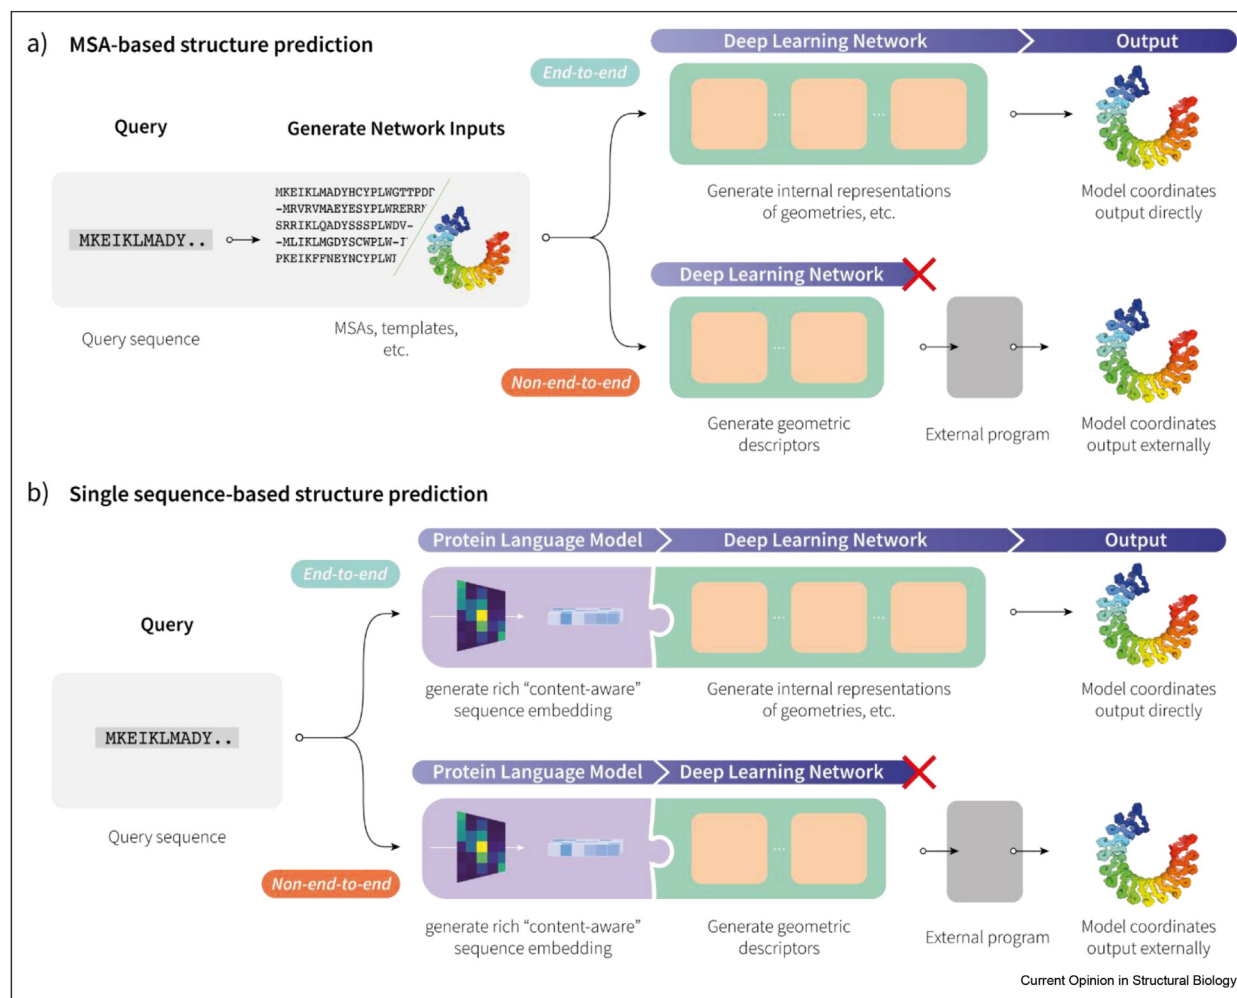 a) MSA-based structure prediction
Deep Learning Network
Output
End-to-end
Query
Generate Network Inputs
MKEIKLMADY..
MKEIKLMADYHCYPLWGTTPDD
-MRVRVMAEYESYPLWRERR
SRRIKLQADYSSSPLWDV-
-MLIKLMGDYSCWPLW-
PKEIKFFNEYNCYPLW
Query sequence
MSAs, templates,
etc.
... ...
Generate internal representations
of geometries, etc.
Model coordinates
output directly
Deep Learning Network
Non-end-to-end
...
Generate geometric
descriptors
External program
Model coordinates
output externally
b) Single sequence-based structure prediction
Protein Language Model
Deep Learning Network
Output
End-to-end
Query
MKEIKLMADY..
Query sequence
... ...
generate rich “content-aware”
sequence embedding
Generate internal representations
of geometries, etc.
Model coordinates
output directly
Protein Language Model
Deep Learning Network
Non-end-to-end
...
generate rich “content-aware”
sequence embedding
Generate geometric
descriptors
External program
Model coordinates
output externally
Current Opinion in Structural Biology